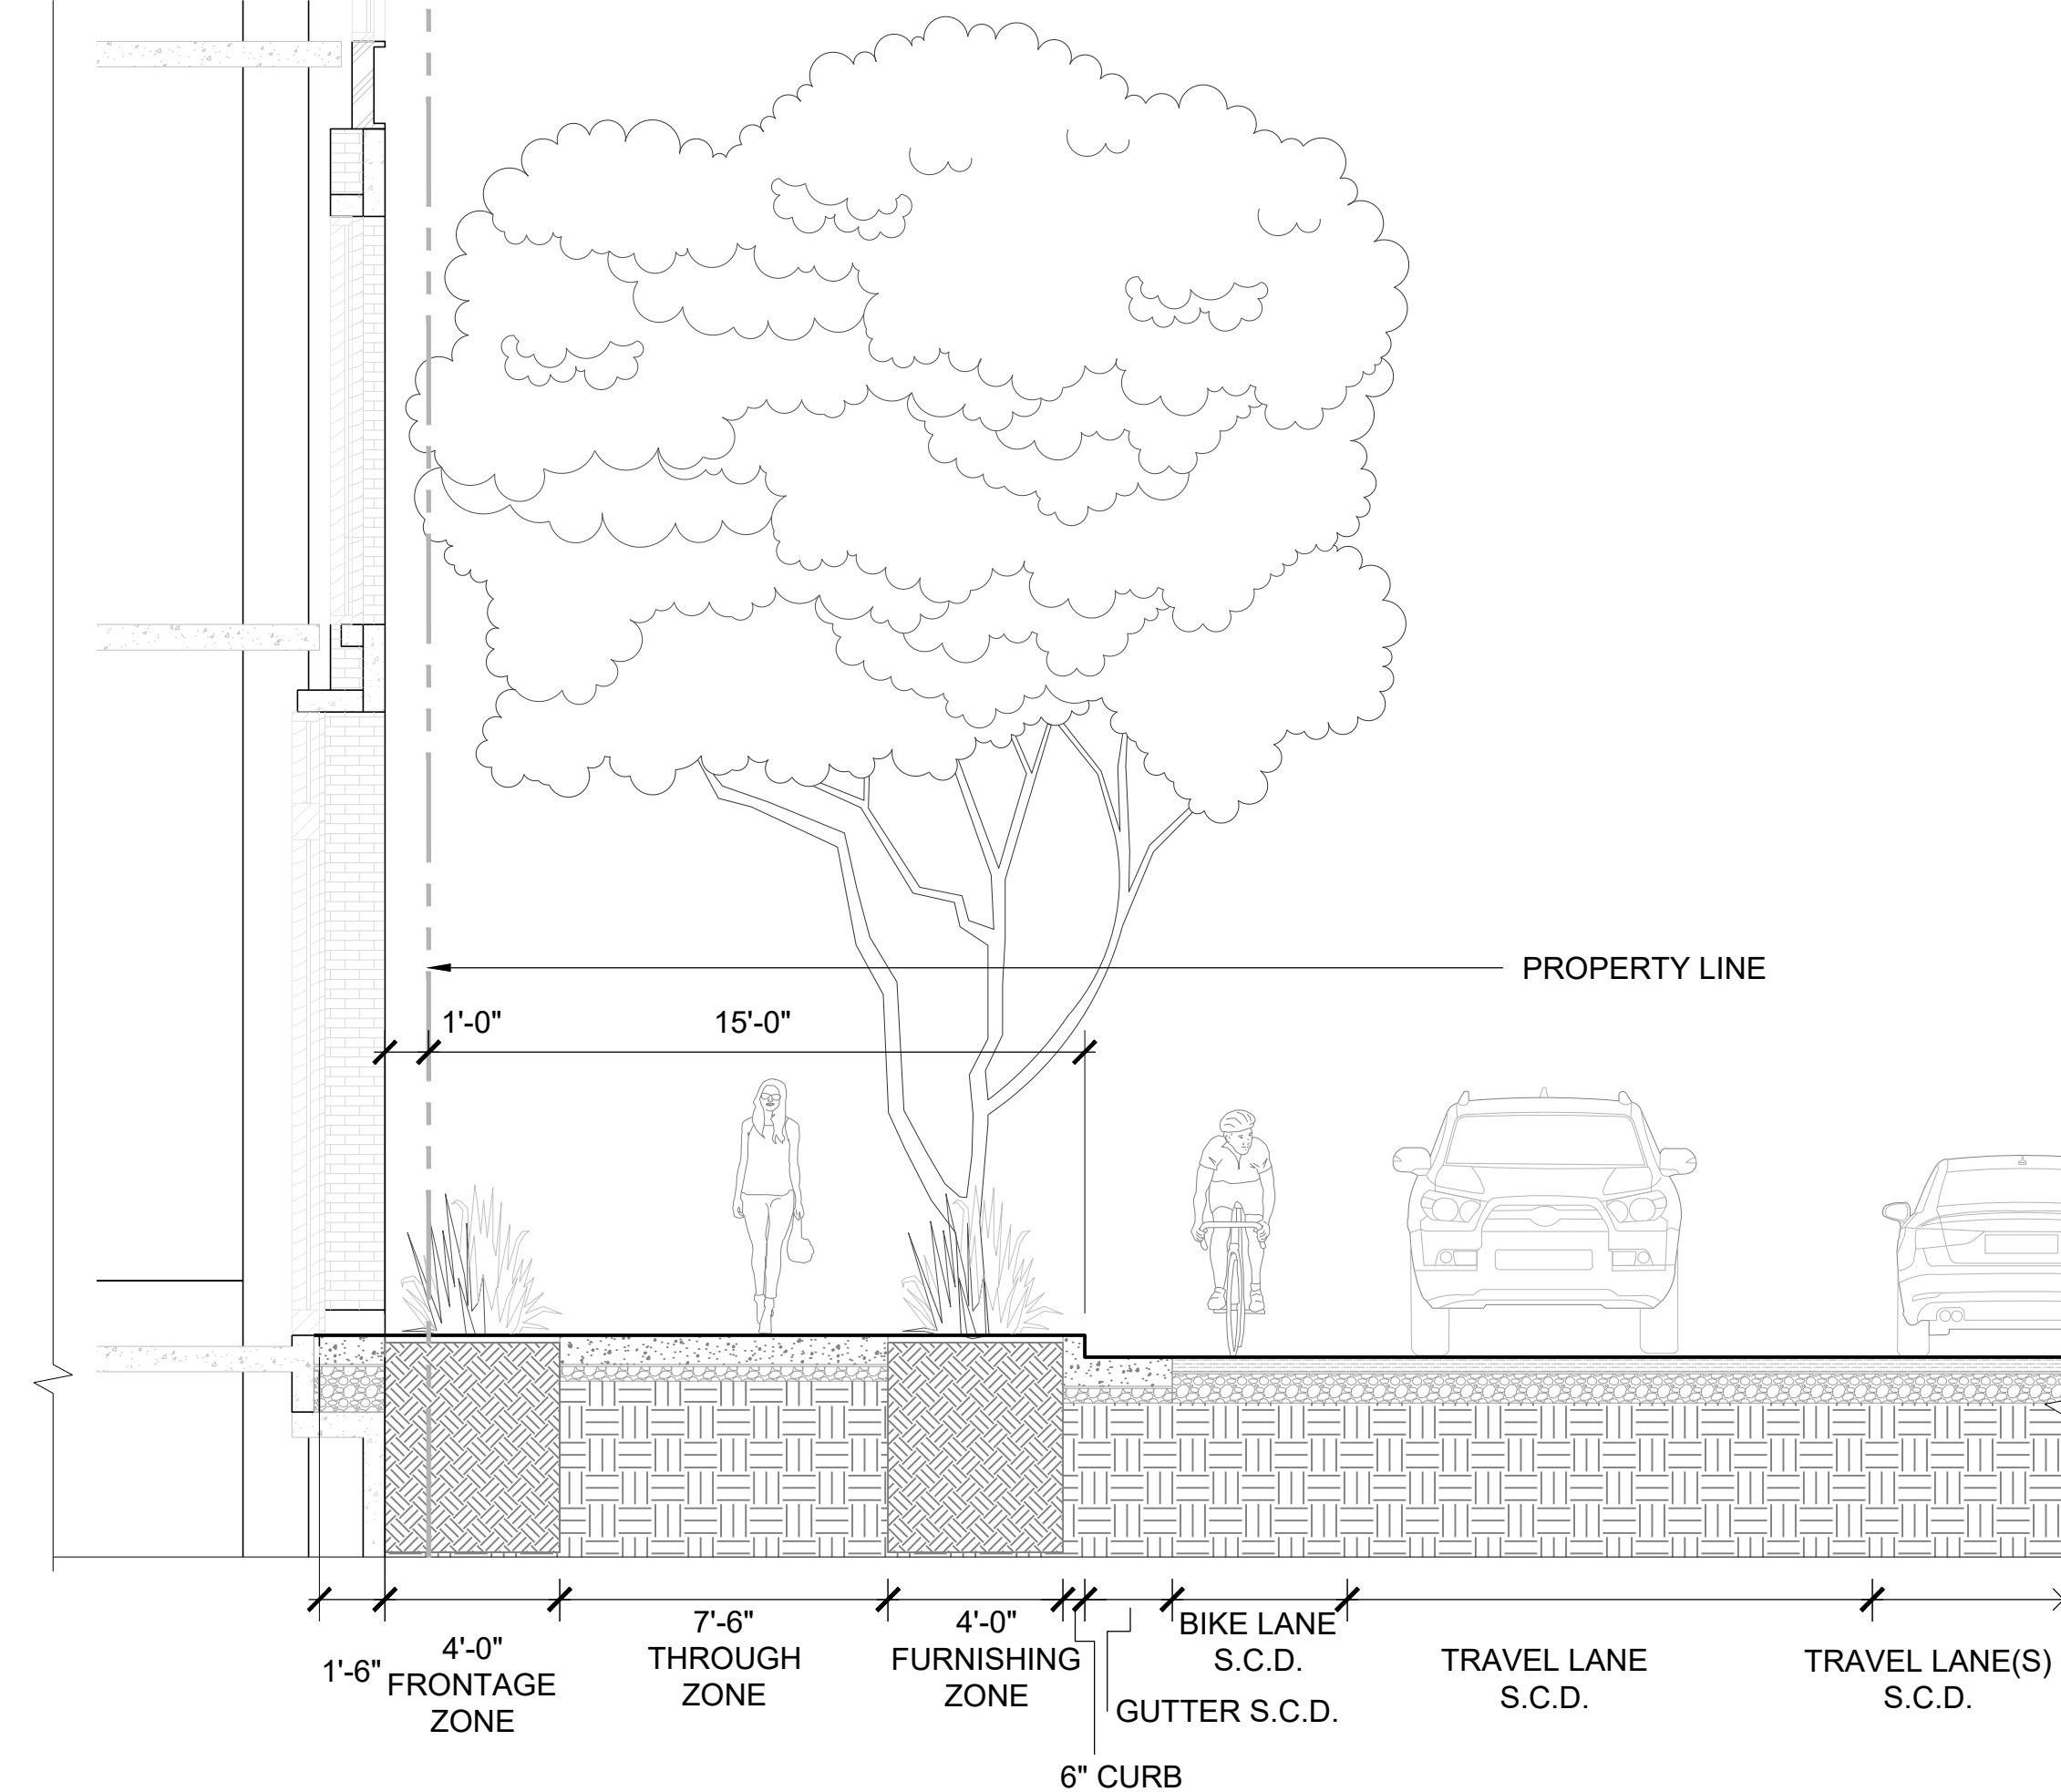 PROPERTY LINE
1'-0"
15'-0"
1'-6"
4'-0"
FRONTAGE
ZONE
7'-6"
THROUGH
ZONE
4'-0"
FURNISHING
ZONE
6" CURB
GUTTER S.C.D.
BIKE LANE
S.C.D.
TRAVEL LANE
S.C.D.
TRAVEL LANE(S)
S.C.D.